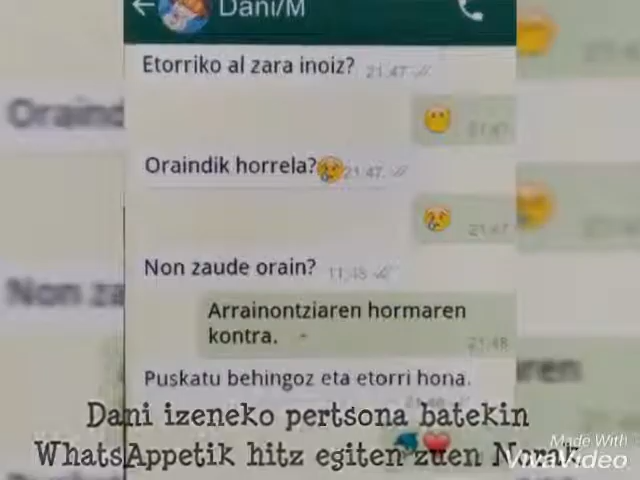 Dani/M
Etorriko al zara inoiz? 21:47
21:47
Oraindik horrela?😢 21:47
😢 21:47
Non zaude orain? 11:48
Arrainontziaren hormaren
kontra.
21:48
Puskatu behingoz eta etorri hona.
Dani izeneko pertsona batekin
WhatsAppetik hitz egiten zuen Norak
Made With
VivaVideo